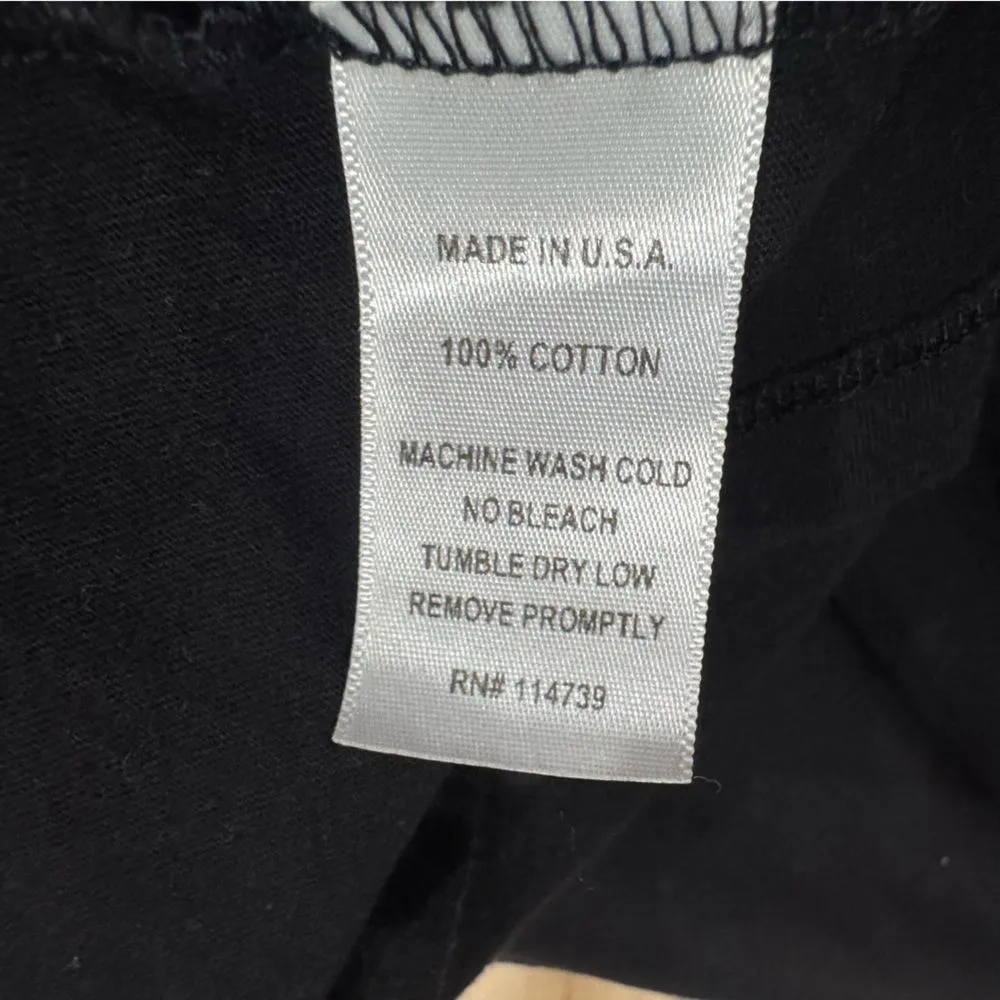 MADE IN U.S.A.
100% COTTON
MACHINE WASH COLD
NO BLEACH
TUMBLE DRY LOW
REMOVE PROMPTLY
RN# 114739